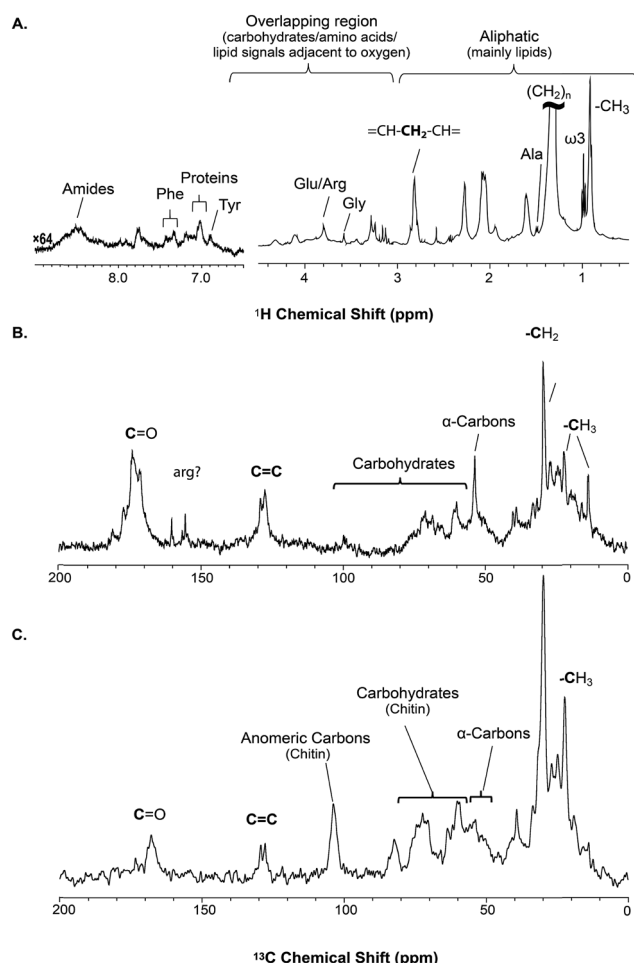 A.
Overlapping region
(carbohydrates/amino acids/
lipid signals adjacent to oxygen)
Aliphatic
(mainly lipids)
(CH2)n
-CH3
=CH-CH2-CH=
ω3
Ala
Proteins
Glu/Arg
Amides
Phe
Gly
Tyr
×64
8.0 7.0 4 3 2 1
1H Chemical Shift (ppm)
B.
-CH2
α-Carbons
C=O
-CH3
arg?
C=C
Carbohydrates
200 150 100 50 0
C.
Carbohydrates
(Chitin)
-CH3
Anomeric Carbons
(Chitin)
α-Carbons
C=O
C=C
200 150 100 50 0
13C Chemical Shift (ppm)